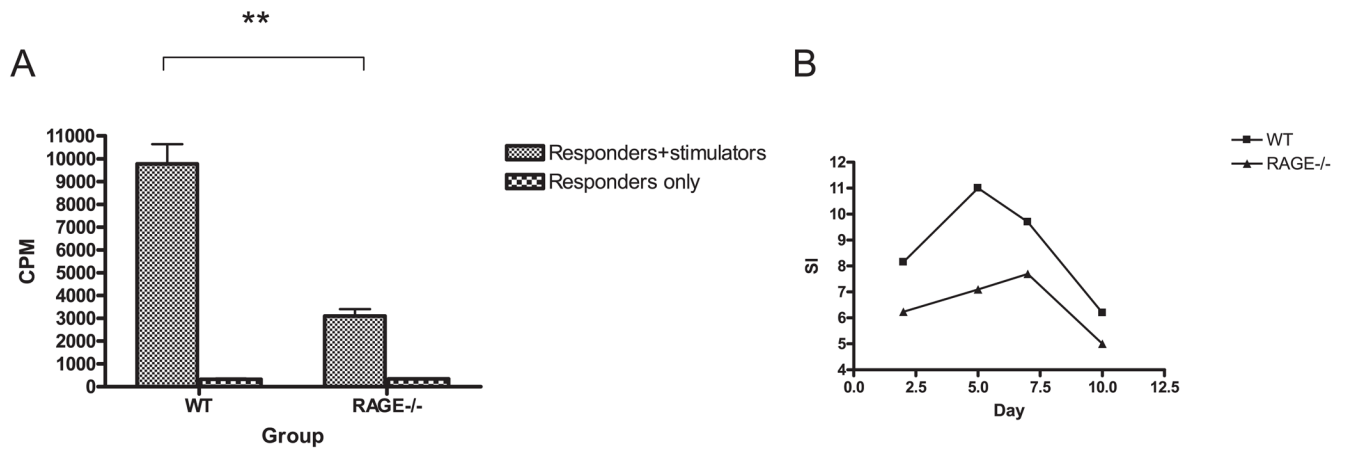 **
A
11000
10000
9000
8000
7000
6000
5000
4000
3000
2000
1000
0
CPM
WT
RAGE-/-
Group
Responders+stimulators
Responders only
B
12
11
10
9
8
7
6
5
4
SI
0.0
2.5
5.0
7.5
10.0
12.5
Day
WT
RAGE-/-